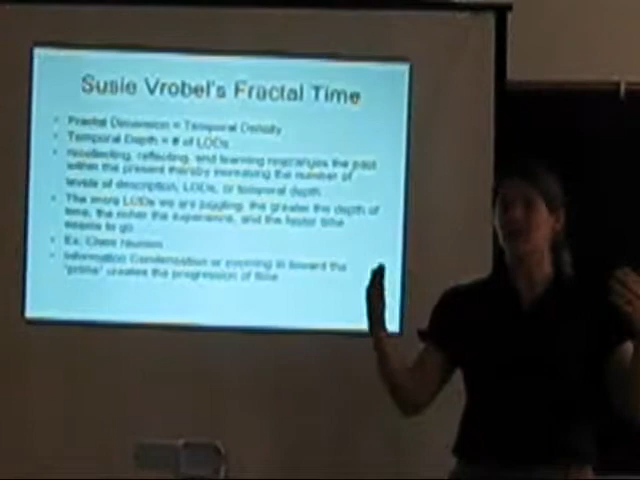 Susie Vrobel's Fractal Time
Fractal Dimension = Temporal Density
Temporal Depth = # of LODs
recollecting, reflecting, and learning rearranges the past
within the present thereby increasing the number of
levels of description, LODs, or temporal depth
The more LODs we are juggling, the greater the depth of
time, the richer the experience, and the faster time
seems to go
Ex: Class reunion
Information Condensation or zooming in toward the
"prime" creates the progression of time